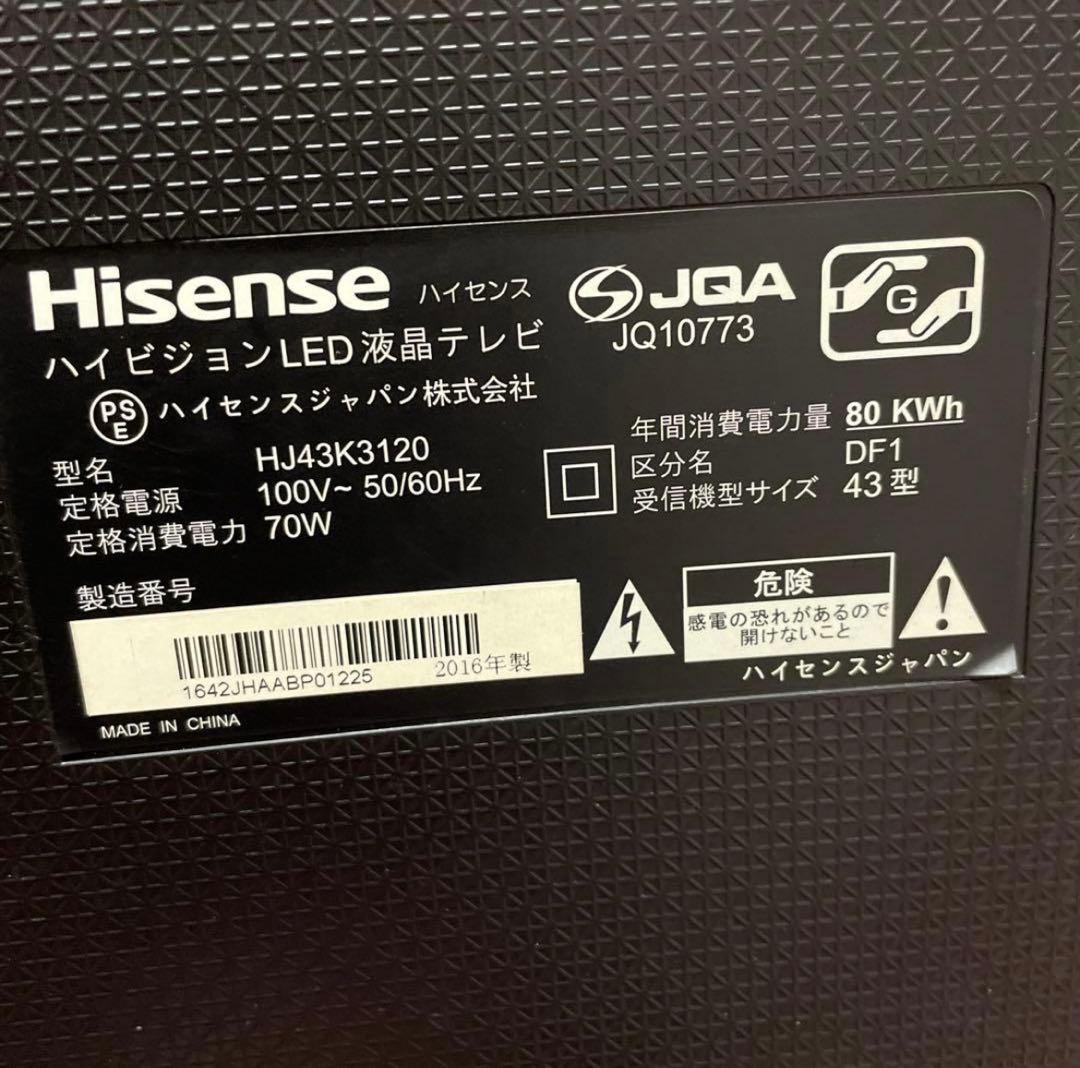 Hisense ハイセンス
ハイビジョンLED液晶テレビ
PSE ハイセンスジャパン株式会社
型名 HJ43K3120
定格電源 100V~ 50/60Hz
定格消費電力 70W
JQA
JQ10773
G
年間消費電力量 80 KWh
区分名 DF1
受信機型サイズ 43型
製造番号
1642JHAABP01225 2016年製
MADE IN CHINA
危険
感電の恐れがあるので
開けないこと
ハイセンスジャパン